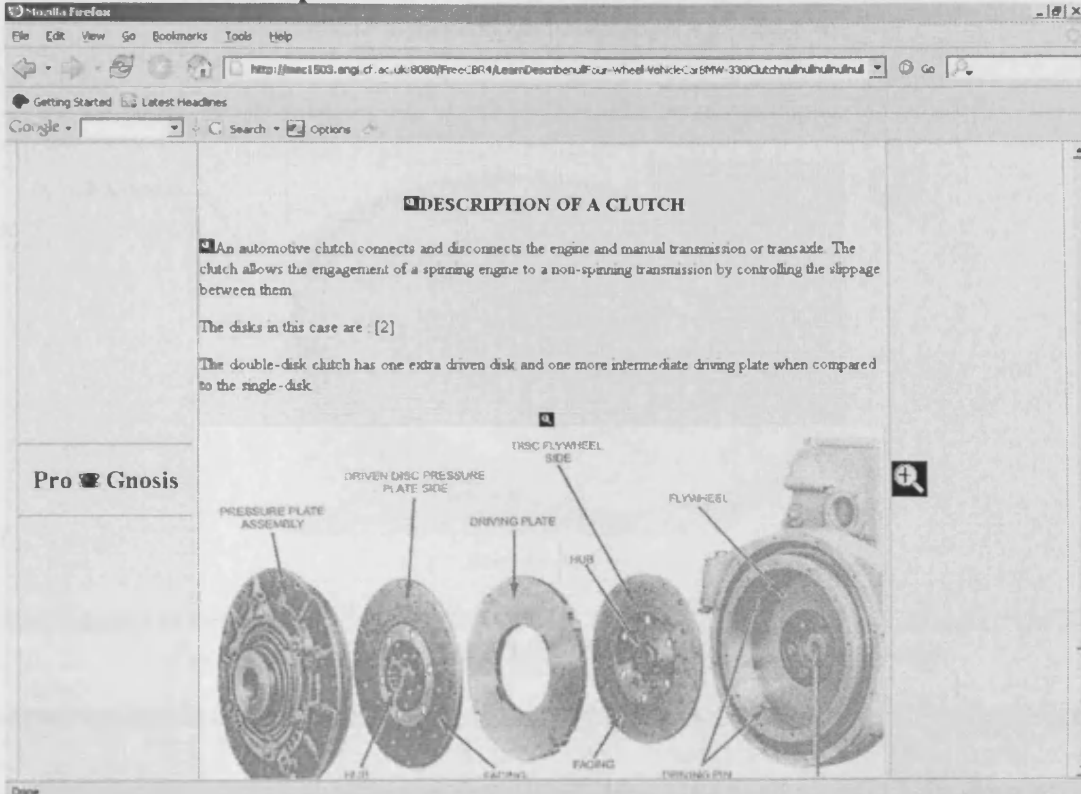 Mozilla Firefox
File Edit View Go Bookmarks Tools Help
Go
Getting Started Latest Headlines
Google Search Options
DESCRIPTION OF A CLUTCH
An automotive clutch connects and disconnects the engine and manual transmission or transaxle. The
clutch allows the engagement of a spinning engine to a non-spinning transmission by controlling the slippage
between them
The disks in this case are : [2]
The double-disk clutch has one extra driven disk and one more intermediate driving plate when compared
to the single-disk
Pro Gnosis
DISC FLYWHEEL
SIDE
DRIVEN DISC PRESSURE
PLATE SIDE
FLYWHEEL
PRESSURE PLATE
ASSEMBLY
DRIVING PLATE
HUB
FACING
HUB
FACING
DRIVING PIN
Done